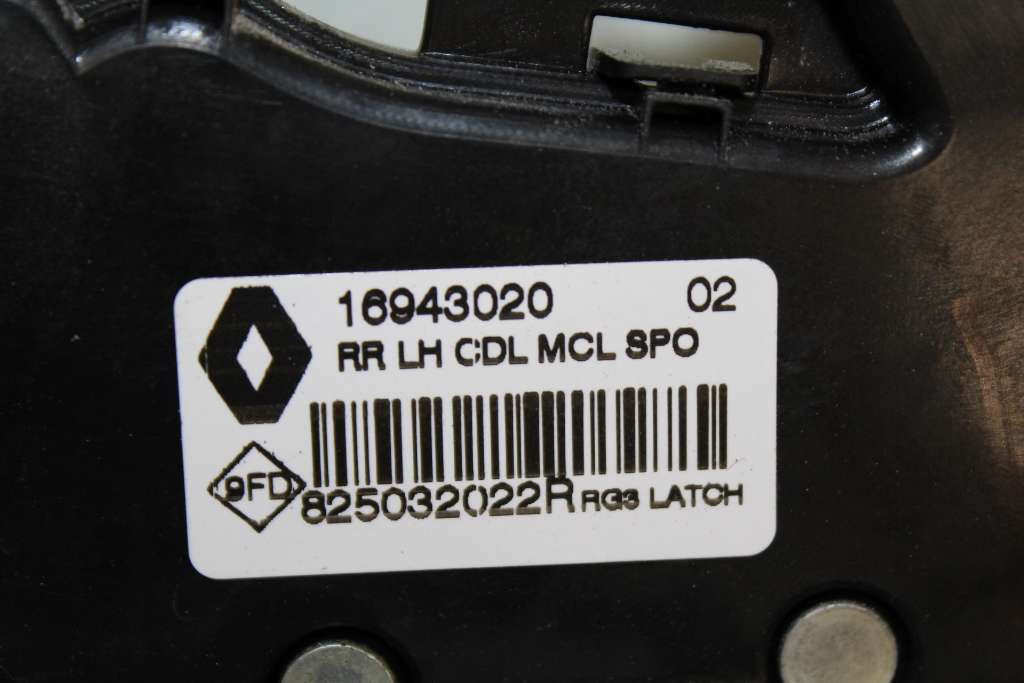 16943020 02
RR LH CDL MCL SPO
9FD
825032022R RG3 LATCH